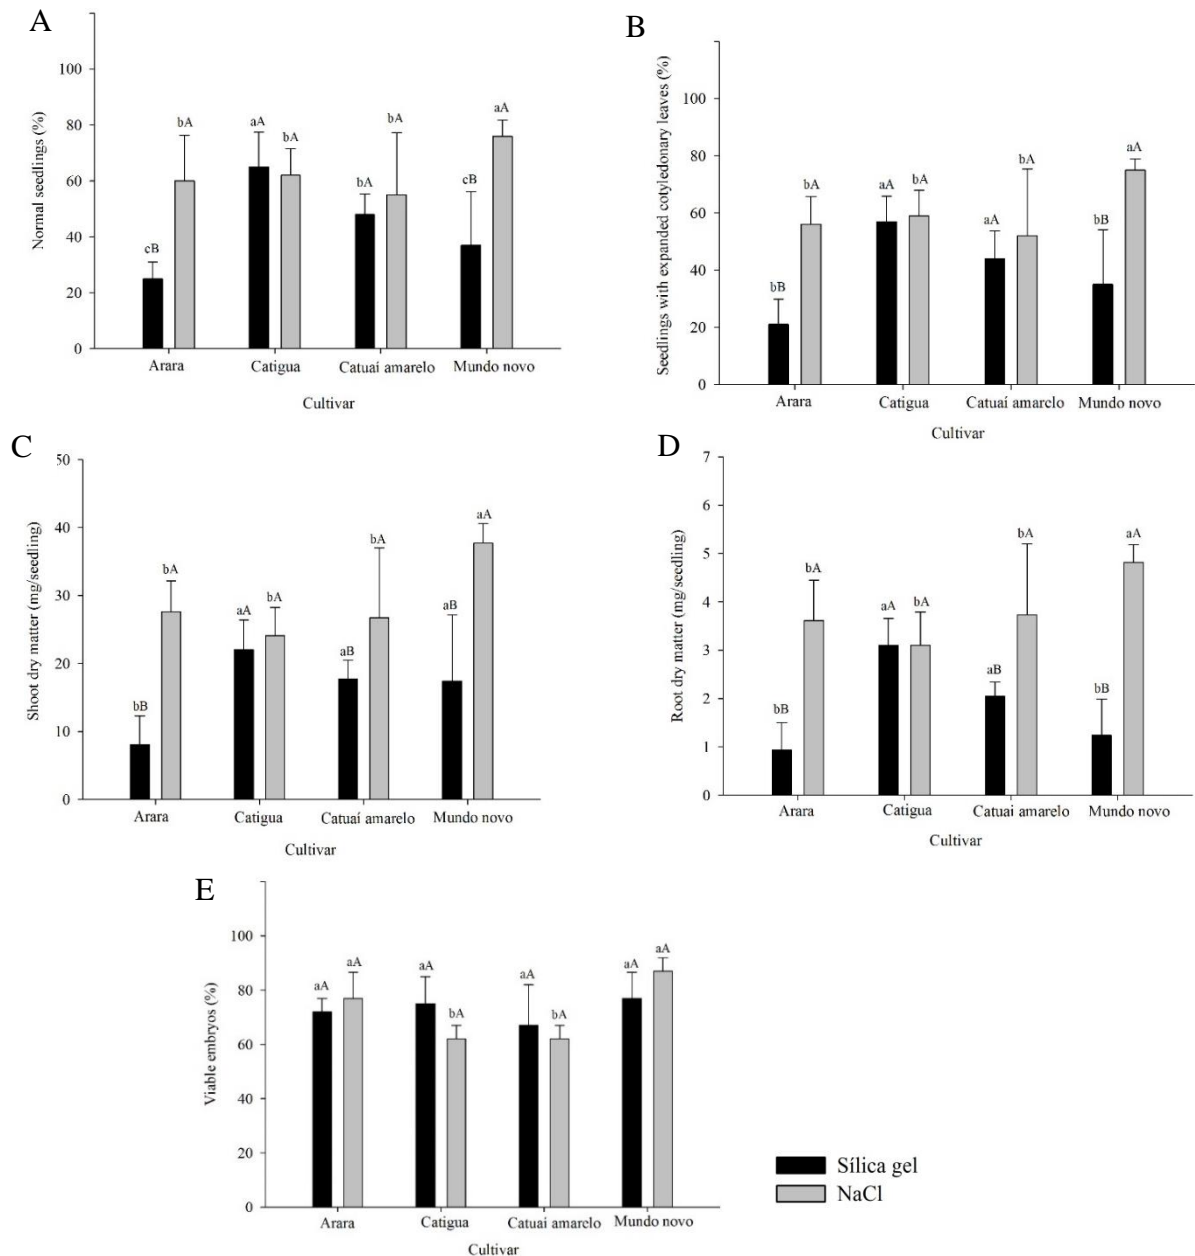 A
Normal seedlings (%)
100
80
60
40
20
0
cB
bA
aA
bA
bA
bA
cB
aA
Arara
Catigua
Catuaí amarelo
Mundo novo
Cultivar
B
Seedlings with expanded cotyledonary leaves (%)
100
80
60
40
20
0
bB
bA
aA
bA
aA
bA
bB
aA
Arara
Catigua
Catuaí amarelo
Mundo novo
Cultivar
C
Shoot dry matter (mg/seedling)
50
40
30
20
10
0
bB
bA
aA
bA
aB
bA
aB
aA
Arara
Catigua
Catuaí amarelo
Mundo novo
Cultivar
D
Root dry matter (mg/seedling)
7
6
5
4
3
2
1
0
bB
bA
aA
bA
aB
bA
bB
aA
Arara
Catigua
Catuai amarelo
Mundo novo
Cultivar
E
Viable embryos (%)
100
80
60
40
20
0
aA
aA
aA
bA
aA
bA
aA
aA
Arara
Catigua
Catuai amarelo
Mundo novo
Cultivar
Sílica gel
NaCl